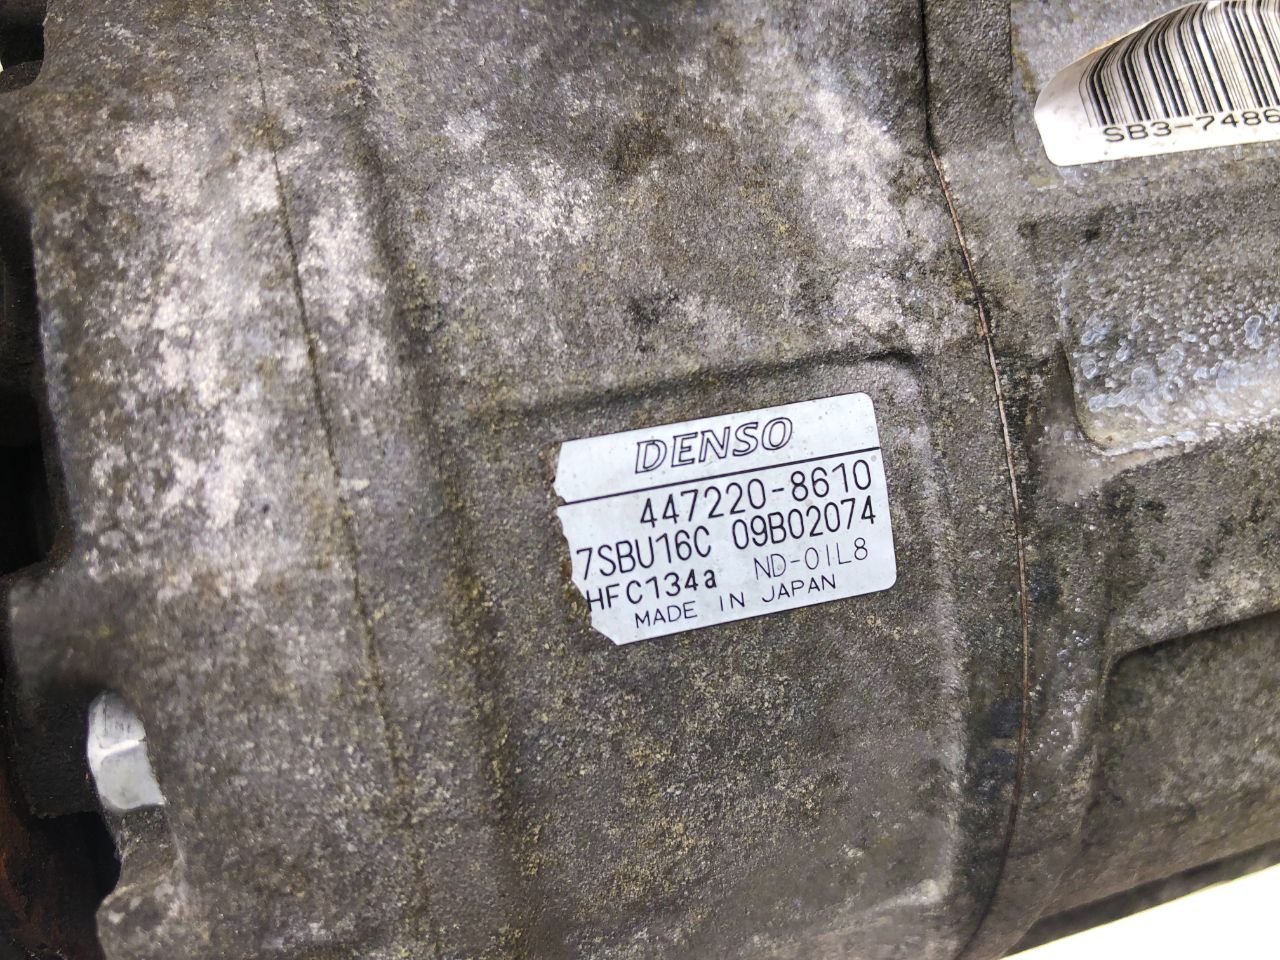 SB3-7486
DENSO
447220-8610
7SBU16C 09B02074
HFC134a ND-OIL8
MADE IN JAPAN